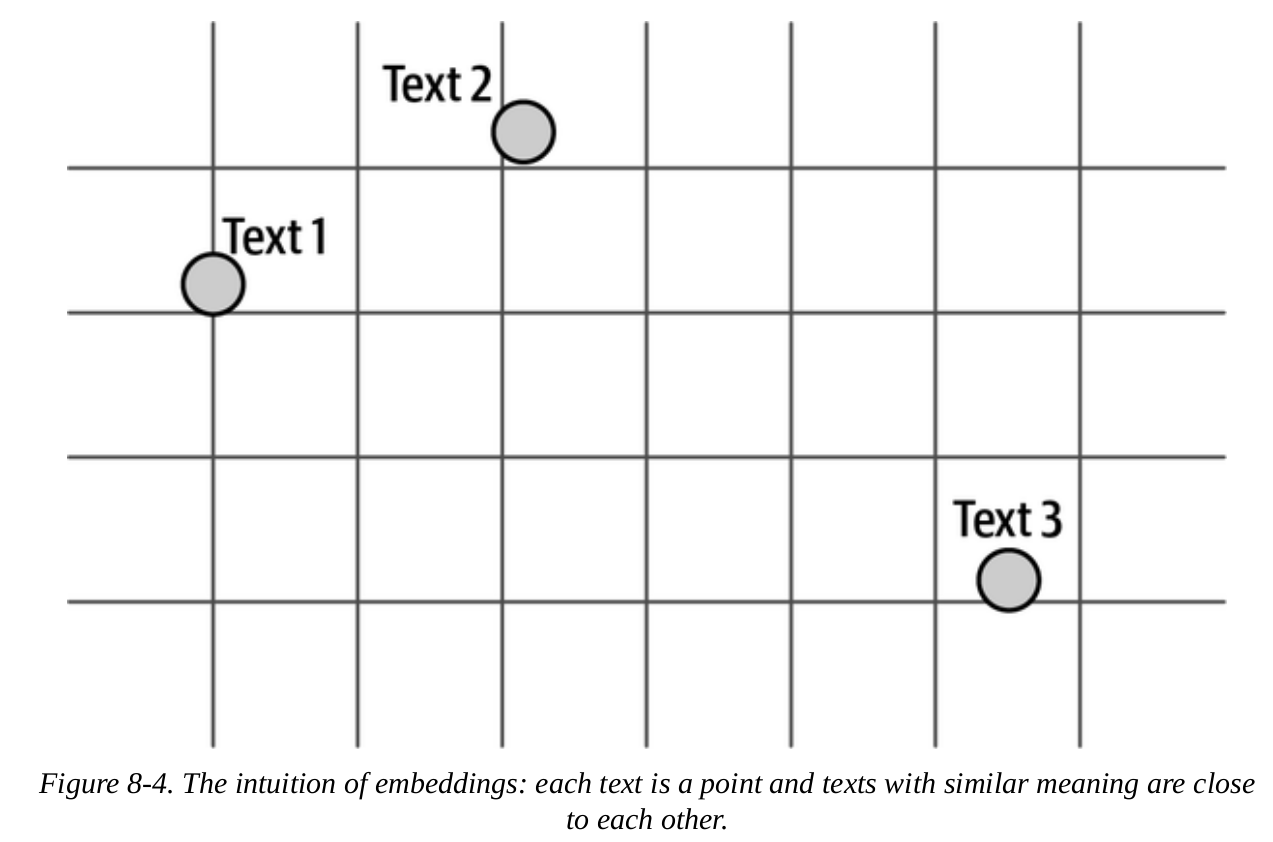 Text 2
Text 1
Text 3
Figure 8-4. The intuition of embeddings: each text is a point and texts with similar meaning are close
to each other.